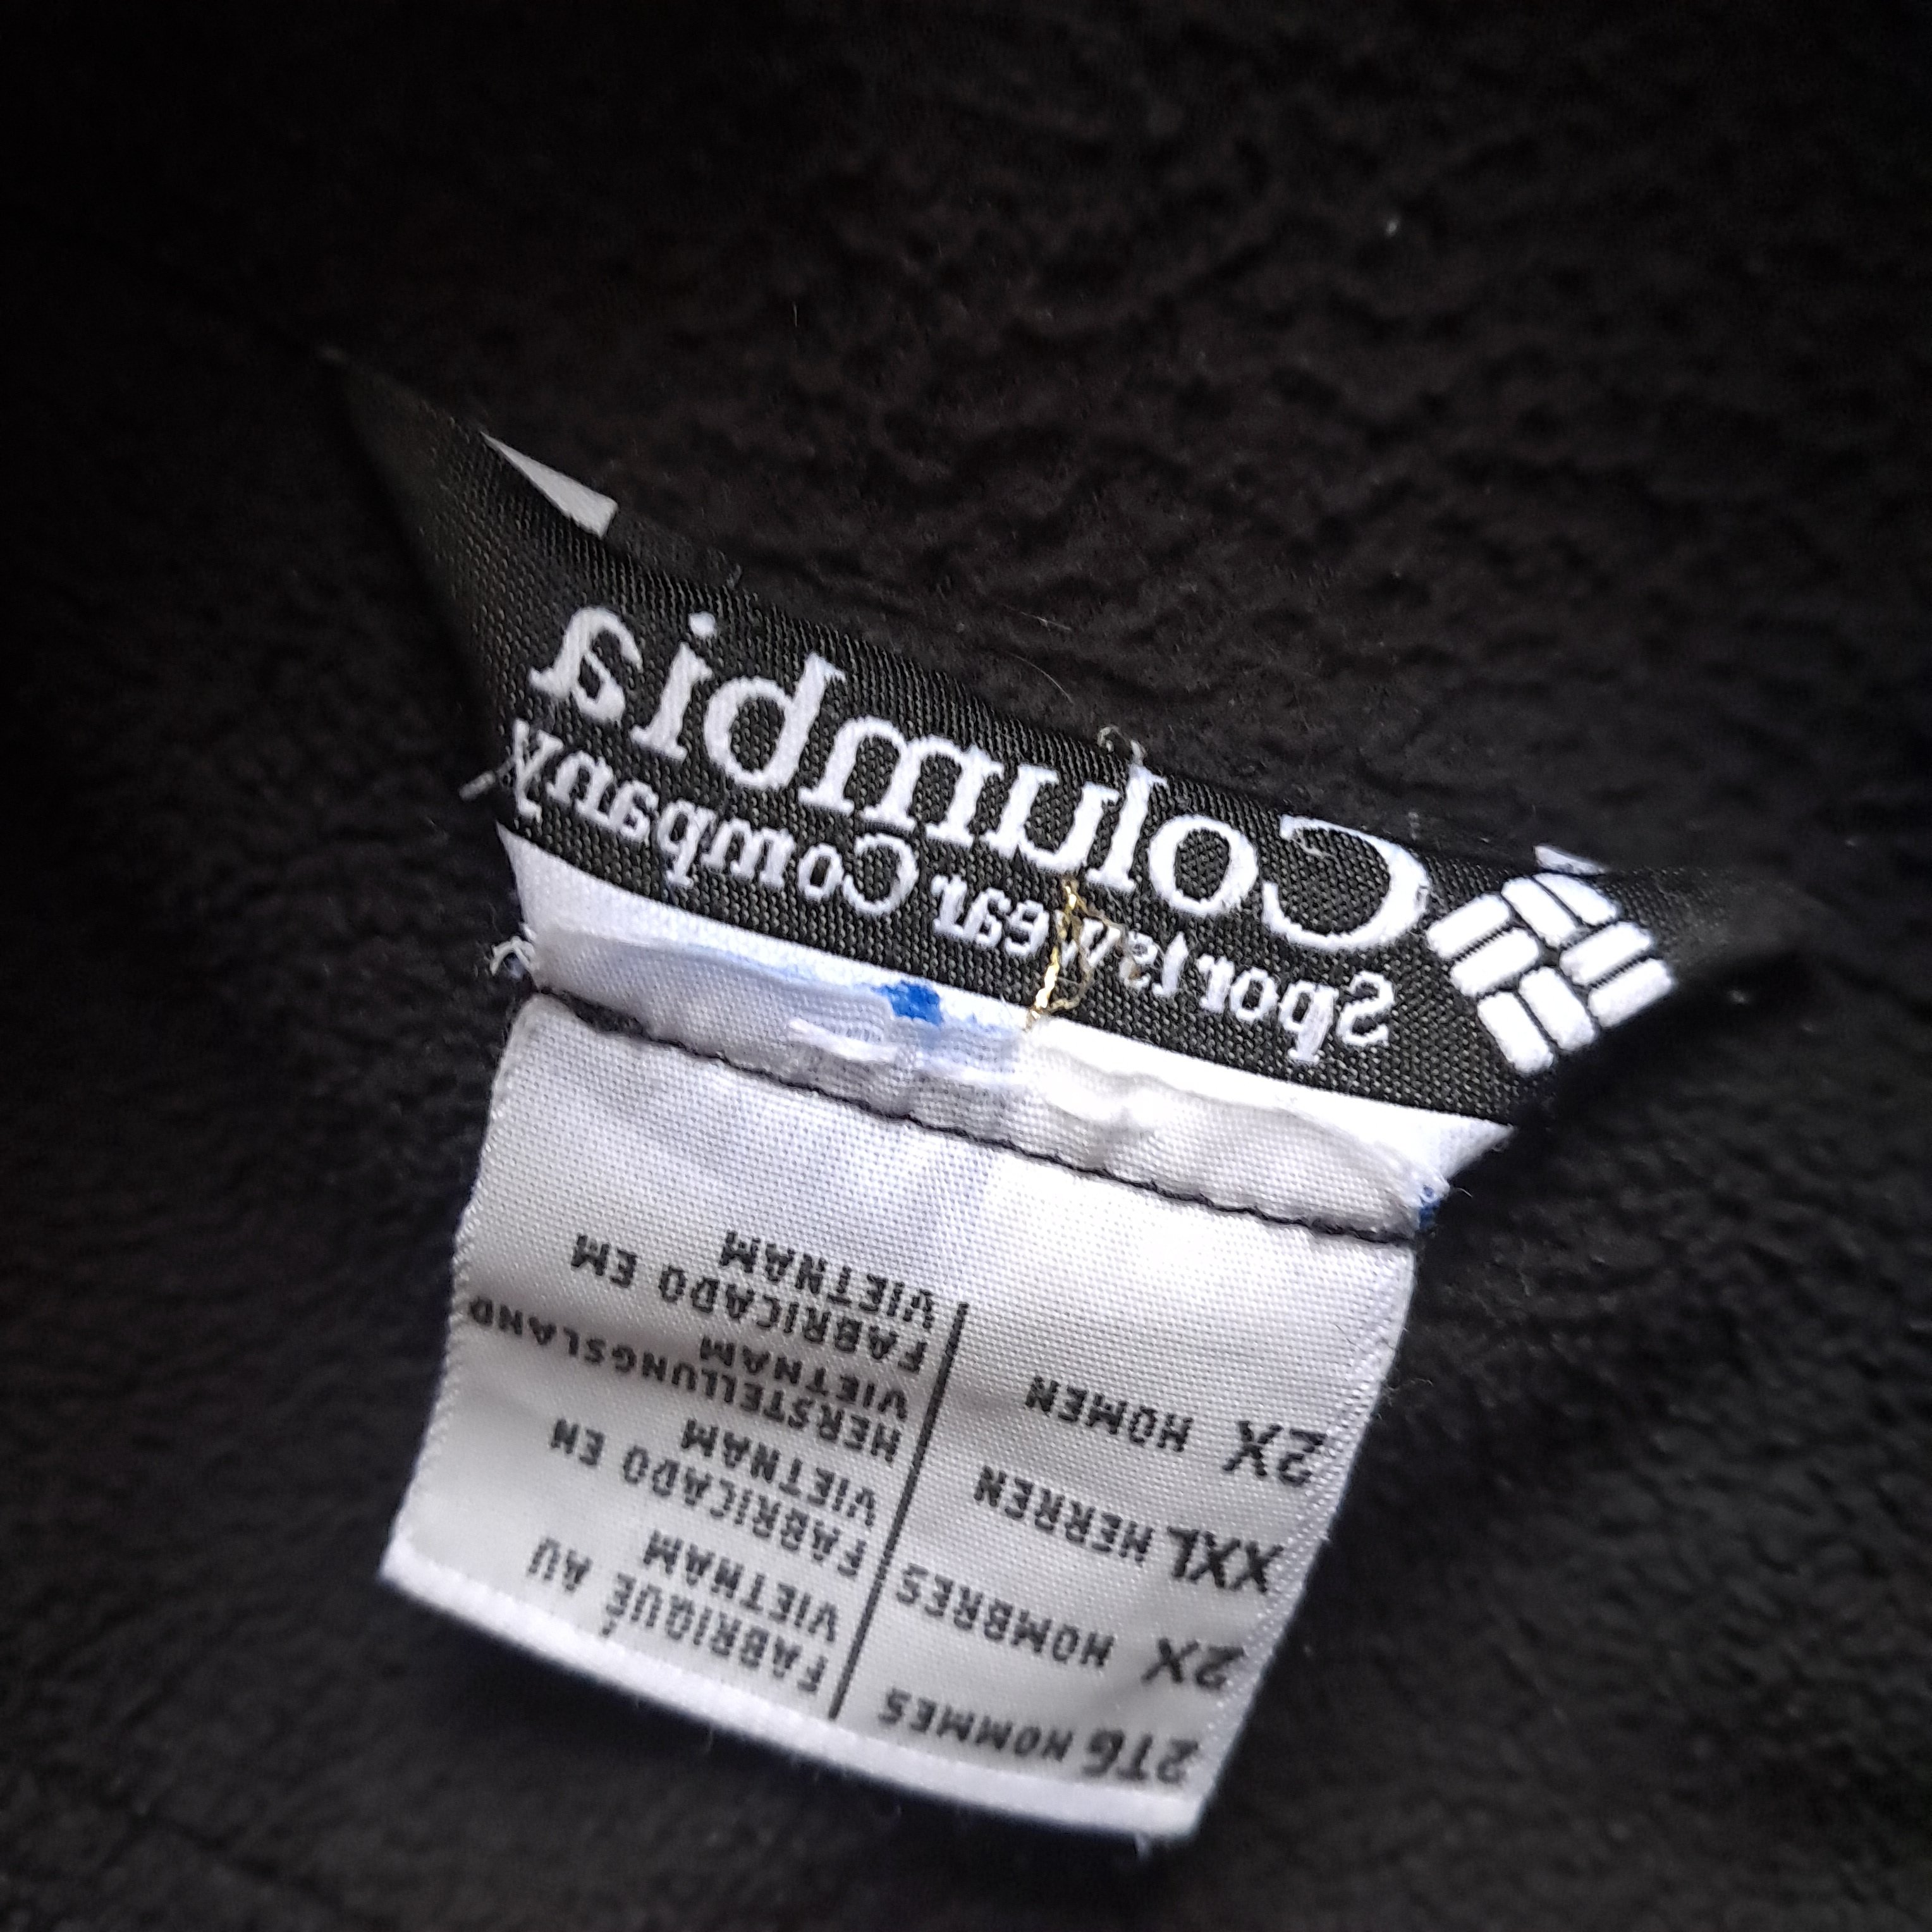 2TG HOMMES
2X HOMBRES
XXL HERREN
2X HOMEN
FABRIQUÉ AU
VIETNAM
FABRICADO EN
VIETNAM
HERSTELLUNGSLAND
VIETNAM
FABRICADO EM
VIETNAM
Columbia
Sportswear Company